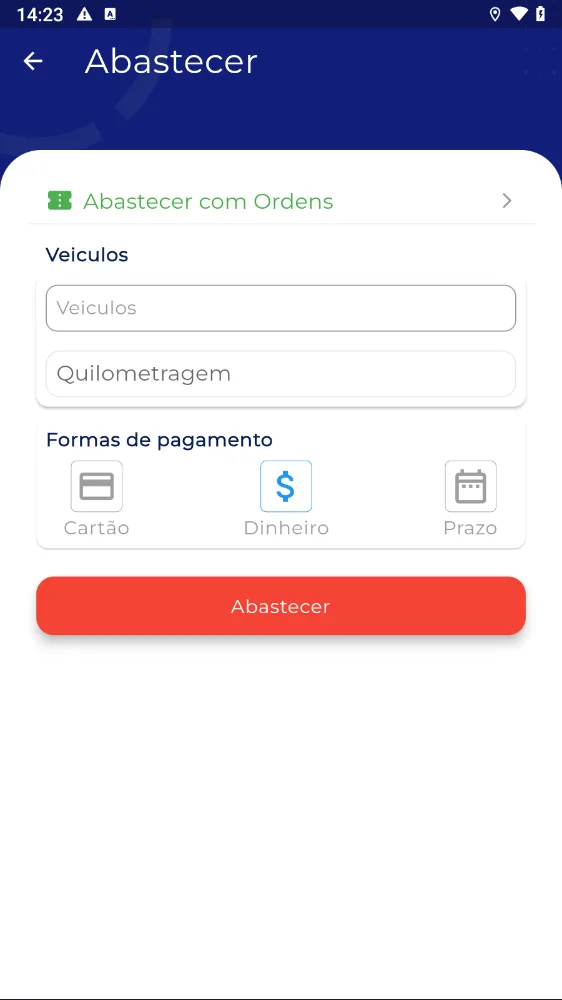 14:23
Abastecer
Abastecer com Ordens
Veiculos
Veiculos
Quilometragem
Formas de pagamento
Cartão
Dinheiro
Prazo
Abastecer